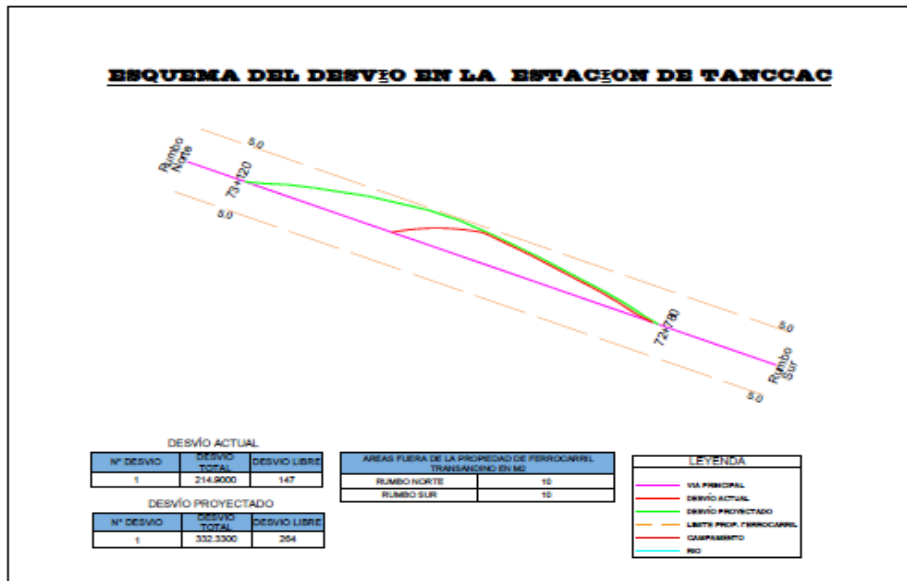 ESQUEMA DEL DESVIO EN LA ESTACION DE TANCCAC
Rumbo
Norte
5.0
73+120
5.0
72+780
5.0
Rumbo
Sur
5.0
DESVÍO ACTUAL
Nº DESVIO DESVIO TOTAL DESVIO LIBRE
1 214.9000 147
DESVÍO PROYECTADO
Nº DESVIO DESVIO TOTAL DESVIO LIBRE
1 332.3300 264
AREAS FUERA DE LA PROPIEDAD DE FERROCARRIL
TRANSANDINO EN M2
RUMBO NORTE 10
RUMBO SUR 10
LEYENDA
VIA PRINCIPAL
DESVÍO ACTUAL
DESVÍO PROYECTADO
LIMITE PROP. FERROCARRIL
CAMPAMENTO
RIO